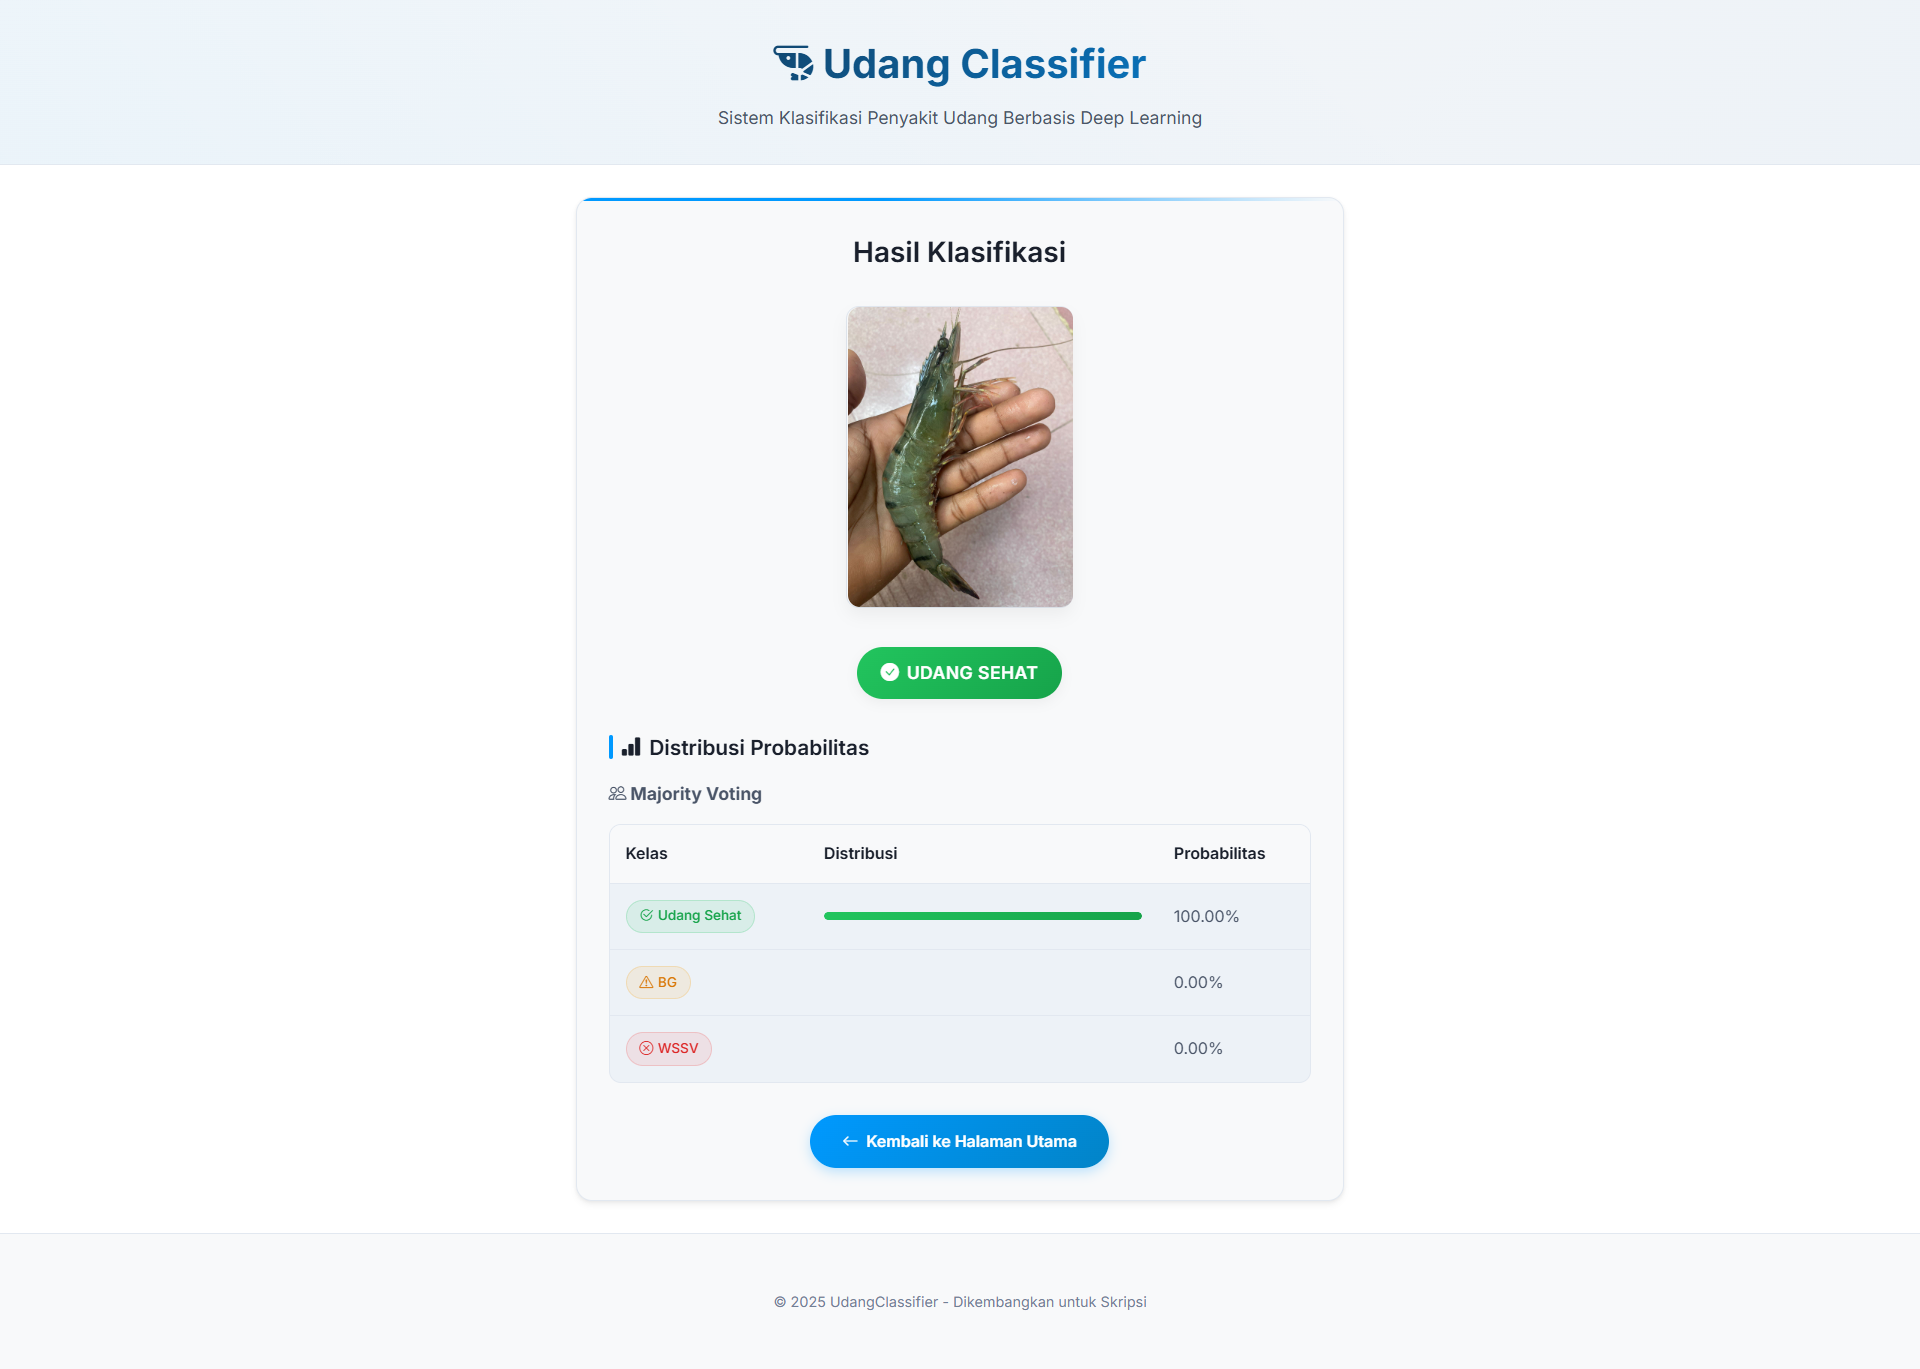 Udang Classifier
Sistem Klasifikasi Penyakit Udang Berbasis Deep Learning
Hasil Klasifikasi
UDANG SEHAT
Distribusi Probabilitas
Majority Voting
Kelas Distribusi Probabilitas
Udang Sehat 100.00%
BG 0.00%
WSSV 0.00%
← Kembali ke Halaman Utama
© 2025 UdangClassifier - Dikembangkan untuk Skripsi